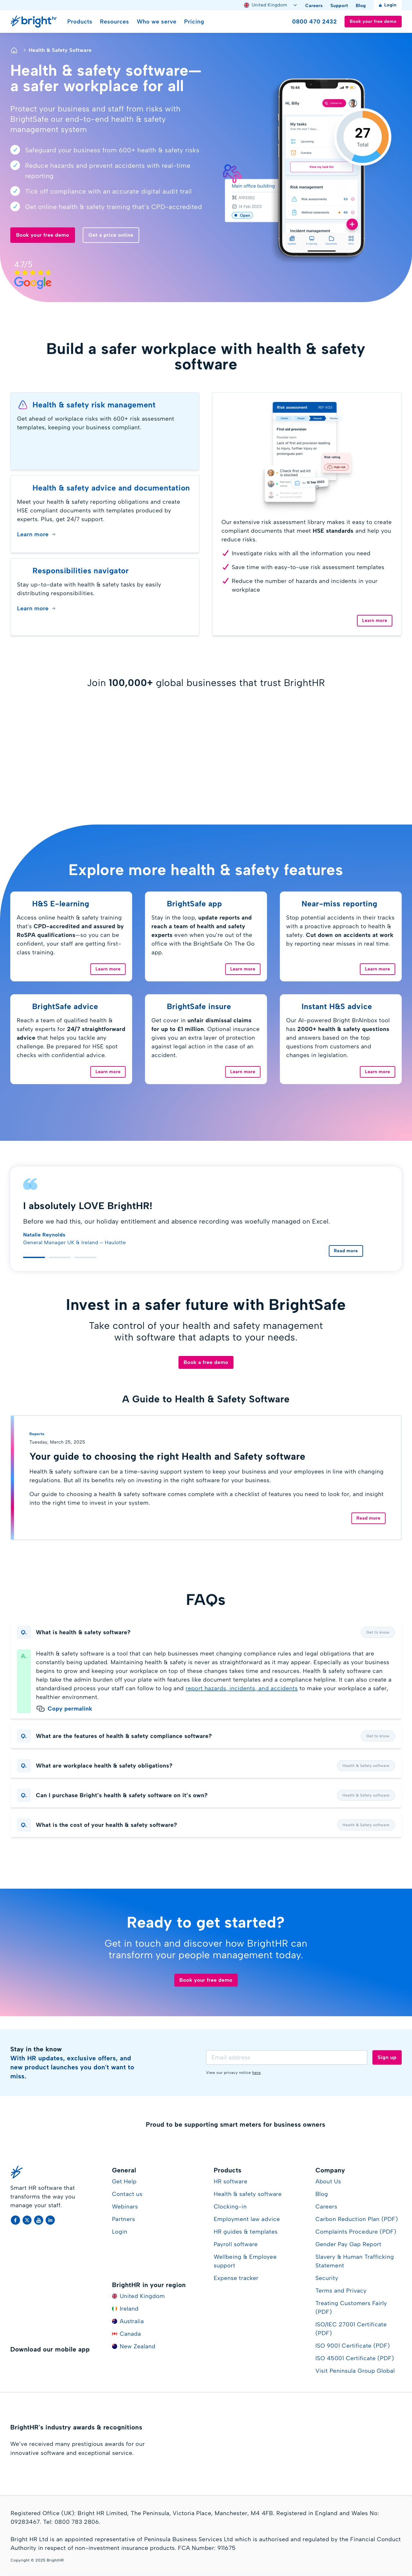 United Kingdom
Careers
Support
Blog
Login
bright hr
Products
Resources
Who we serve
Pricing
0800 470 2432
Book your free demo
Health & Safety Software
Health & safety software—
a safer workplace for all
Protect your business and staff from risks with
BrightSafe our end-to-end health & safety
management system
Safeguard your business from 600+ health & safety risks
Reduce hazards and prevent accidents with real-time
reporting
Tick off compliance with an accurate digital audit trail
Get online health & safety training that's CPD-accredited
Book your free demo
Get a price online
4.7/5
Google
Hi, Billy
My tasks
Upcoming
Overdue
View my task list
Risk management
Risk assessments
Method statements
27
Total
Main office building
14 Feb 2023
Open
Build a safer workplace with health & safety
software
Health & safety risk management
Get ahead of workplace risks with 600+ risk assessment
templates, keeping your business compliant.
Health & safety advice and documentation
Meet your health & safety reporting obligations and create
HSE compliant documents with templates produced by
experts. Plus, get 24/7 support.
Learn more
Responsibilities navigator
Stay up-to-date with health & safety tasks by easily
distributing responsibilities.
Learn more
Risk assessment
First aid provision
Risk rating
High risk
Our extensive risk assessment library makes it easy to create
compliant documents that meet HSE standards and help you
reduce risks.
Investigate risks with all the information you need
Save time with easy-to-use risk assessment templates
Reduce the number of hazards and incidents in your
workplace
Learn more
Join 100,000+ global businesses that trust BrightHR
Explore more health & safety features
H&S E-learning
Access online health & safety training
that's CPD-accredited and assured by
RoSPA qualifications—so you can be
confident, your staff are getting first-
class training.
Learn more
BrightSafe app
Stay in the loop, update reports and
reach a team of health and safety
experts even when you're out of the
office with the BrightSafe On The Go
app.
Learn more
Near-miss reporting
Stop potential accidents in their tracks
with a proactive approach to health &
safety. Cut down on accidents at work
by reporting near misses in real time.
Learn more
BrightSafe advice
Reach a team of qualified health &
safety experts for 24/7 straightforward
advice that helps you tackle any
challenge. Be prepared for HSE spot
checks with confidential advice.
Learn more
BrightSafe insure
Get cover in unfair dismissal claims
for up to £1 million. Optional insurance
gives you an extra layer of protection
against legal action in the case of an
accident.
Learn more
Instant H&S advice
Our AI-powered Bright BrAInbox tool
has 2000+ health & safety questions
and answers based on the top
questions from customers and
changes in legislation.
Learn more
I absolutely LOVE BrightHR!
Before we had this, our holiday entitlement and absence recording was woefully managed on Excel.
Natalie Reynolds
General Manager UK & Ireland – Haulotte
Read more
Invest in a safer future with BrightSafe
Take control of your health and safety management
with software that adapts to your needs.
Book a free demo
A Guide to Health & Safety Software
Reports
Tuesday, March 25, 2025
Your guide to choosing the right Health and Safety software
Health & safety software can be a time-saving support system to keep your business and your employees in line with changing
regulations. But all its benefits rely on investing in the right software for your business.
Our guide to choosing a health & safety software comes complete with a checklist of features you need to look for, and insight
into the right time to invest in your system.
Read more
FAQs
Q.
What is health & safety software?
Get to know
A.
Health & safety software is a tool that can help businesses meet changing compliance rules and legal obligations that are
constantly being updated. Maintaining health & safety is never as straightforward as it may appear. Especially as your business
begins to grow and keeping your workplace on top of these changes takes time and resources. Health & safety software can
help take the admin burden off your plate with features like document templates and a compliance helpline. It can also create a
standardised process your staff can follow to log and report hazards, incidents, and accidents to make your workplace a safer,
healthier environment.
Copy permalink
Q.
What are the features of health & safety compliance software?
Get to know
Q.
What are workplace health & safety obligations?
Health & Safety software
Q.
Can I purchase Bright's health & safety software on it's own?
Health & Safety software
Q.
What is the cost of your health & safety software?
Health & Safety software
Ready to get started?
Get in touch and discover how BrightHR can
transform your people management today.
Book your free demo
Stay in the know
With HR updates, exclusive offers, and
new product launches you don't want to
miss.
Email address
Sign up
View our privacy notice here
Proud to be supporting smart meters for business owners
Smart HR software that
transforms the way you
manage your staff.
Download our mobile app
General
Get Help
Contact us
Webinars
Partners
Login
BrightHR in your region
United Kingdom
Ireland
Australia
Canada
New Zealand
Products
HR software
Health & safety software
Clocking-in
Employment law advice
HR guides & templates
Payroll software
Wellbeing & Employee
support
Expense tracker
Company
About Us
Blog
Careers
Carbon Reduction Plan (PDF)
Complaints Procedure (PDF)
Gender Pay Gap Report
Slavery & Human Trafficking
Statement
Security
Terms and Privacy
Treating Customers Fairly
(PDF)
ISO/IEC 27001 Certificate
(PDF)
ISO 9001 Certificate (PDF)
ISO 45001 Certificate (PDF)
Visit Peninsula Group Global
BrightHR's industry awards & recognitions
We've received many prestigious awards for our
innovative software and exceptional service.
Registered Office (UK): Bright HR Limited, The Peninsula, Victoria Place, Manchester, M4 4FB. Registered in England and Wales No:
09283467. Tel: 0800 783 2806.
Bright HR Ltd is an appointed representative of Peninsula Business Services Ltd which is authorised and regulated by the Financial Conduct
Authority in respect of non-investment insurance products. FCA Number: 911675
Copyright © 2025 BrightHR